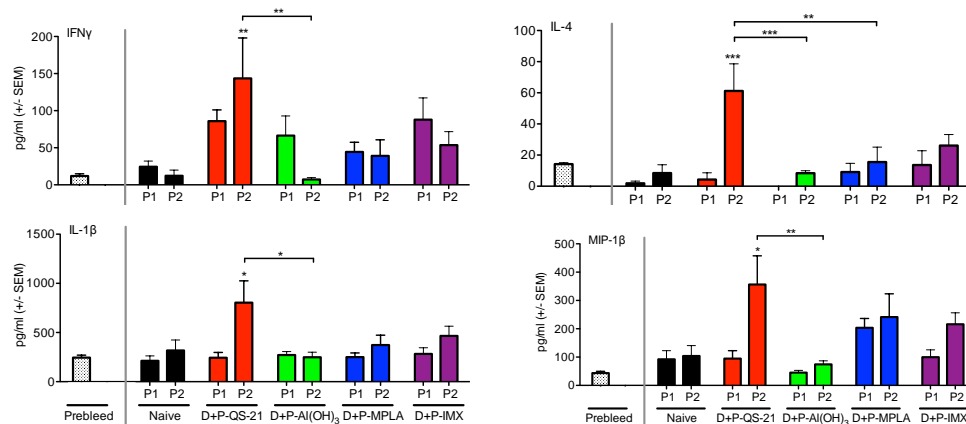 IFNγ
**
**
pg/ml (+/- SEM)
200
150
100
50
0
P1 P2 P1 P2 P1 P2 P1 P2 P1 P2
IL-4
**
***
***
pg/ml (+/- SEM)
100
80
60
40
20
0
P1 P2 P1 P2 P1 P2 P1 P2 P1 P2
IL-1β
*
*
pg/ml (+/- SEM)
1500
1000
500
0
P1 P2 P1 P2 P1 P2 P1 P2 P1 P2
Prebleed Naive D+P-QS-21 D+P-Al(OH)3 D+P-MPLA D+P-IMX
MIP-1β
**
*
pg/ml (+/- SEM)
500
400
300
200
100
0
P1 P2 P1 P2 P1 P2 P1 P2 P1 P2
Prebleed Naive D+P-QS-21 D+P-Al(OH)3 D+P-MPLA D+P-IMX